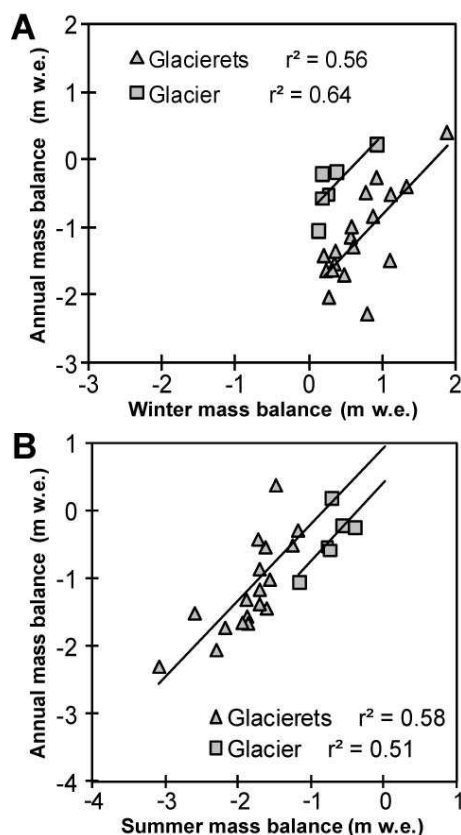 A
2
Glacierets r² = 0.56
1
Glacier r² = 0.64
0
-1
-2
-3
Annual mass balance (m w.e.)
-3 -2 -1 0 1 2
Winter mass balance (m w.e.)
B
1
0
-1
-2
-3
-4
Annual mass balance (m w.e.)
Glacierets r² = 0.58
Glacier r² = 0.51
-4 -3 -2 -1 0 1
Summer mass balance (m w.e.)